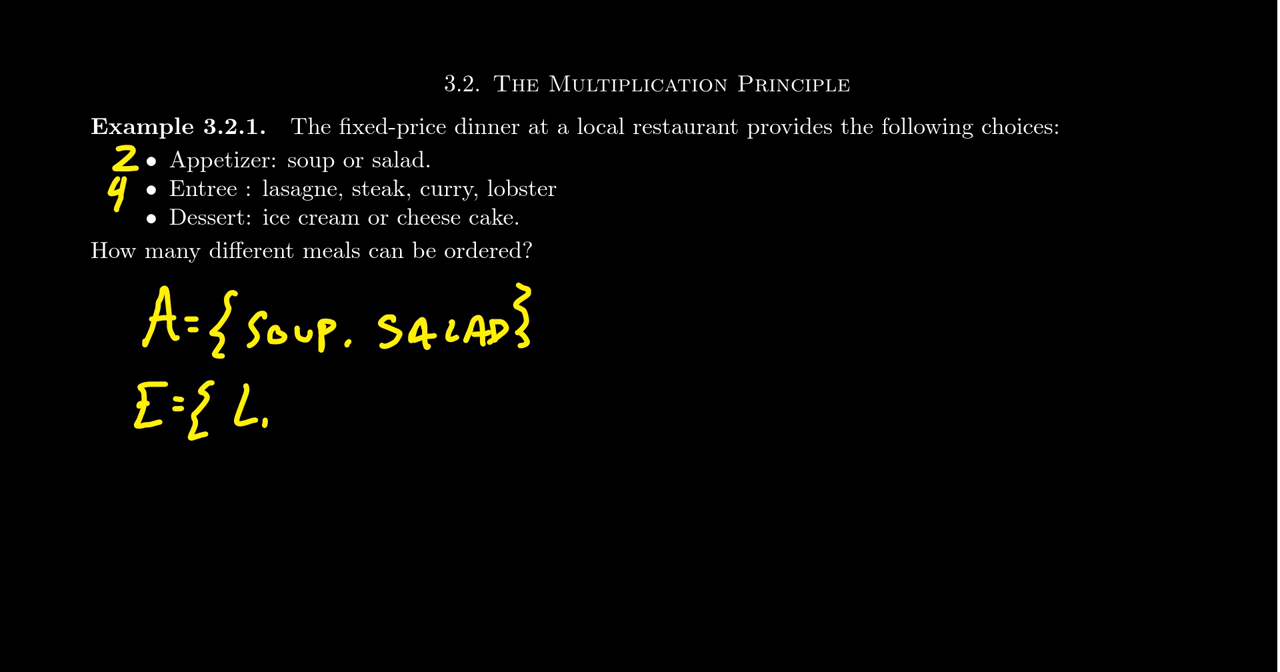 3.2. THE MULTIPLICATION PRINCIPLE
Example 3.2.1. The fixed-price dinner at a local restaurant provides the following choices:
2 • Appetizer: soup or salad.
4 • Entree : lasagne, steak, curry, lobster
• Dessert: ice cream or cheese cake.
How many different meals can be ordered?
A={SOUP, SALAD}
E={ L,